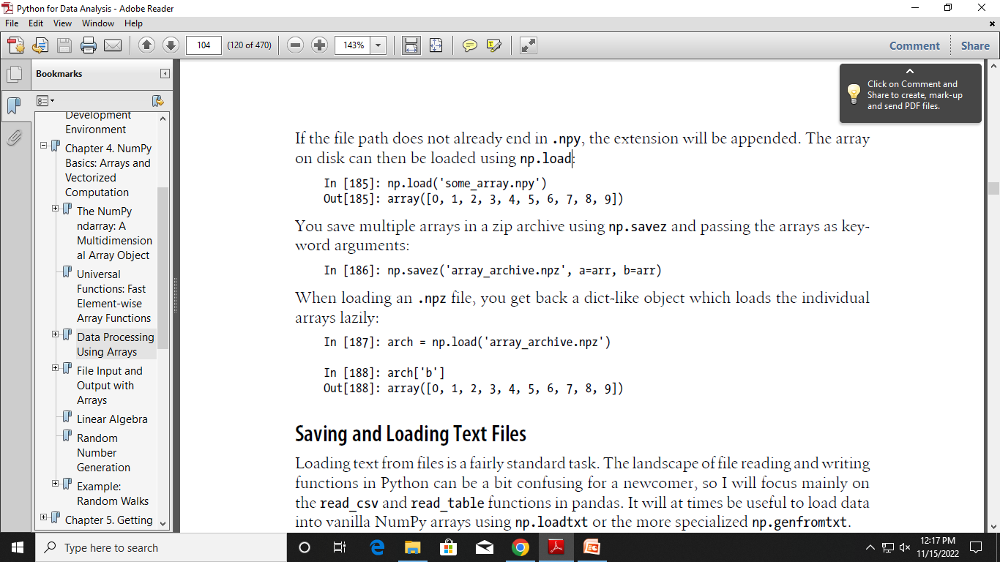 Python for Data Analysis - Adobe Reader
File Edit View Window Help
104 (120 of 470) 143% Comment Share
Bookmarks
Development
Environment
Chapter 4. NumPy
Basics: Arrays and
Vectorized
Computation
The NumPy
ndarray: A
Multidimension
al Array Object
Universal
Functions: Fast
Element-wise
Array Functions
Data Processing
Using Arrays
File Input and
Output with
Arrays
Linear Algebra
Random
Number
Generation
Example:
Random Walks
Chapter 5. Getting
Click on Comment and
Share to create, mark-up
and send PDF files.
If the file path does not already end in .npy, the extension will be appended. The array
on disk can then be loaded using np.load:
In [185]: np.load('some_array.npy')
Out[185]: array([0, 1, 2, 3, 4, 5, 6, 7, 8, 9])
You save multiple arrays in a zip archive using np.savez and passing the arrays as key-
word arguments:
In [186]: np.savez('array_archive.npz', a=arr, b=arr)
When loading an .npz file, you get back a dict-like object which loads the individual
arrays lazily:
In [187]: arch = np.load('array_archive.npz')
In [188]: arch['b']
Out[188]: array([0, 1, 2, 3, 4, 5, 6, 7, 8, 9])
Saving and Loading Text Files
Loading text from files is a fairly standard task. The landscape of file reading and writing
functions in Python can be a bit confusing for a newcomer, so I will focus mainly on
the read_csv and read_table functions in pandas. It will at times be useful to load data
into vanilla NumPy arrays using np.loadtxt or the more specialized np.genfromtxt.
Type here to search
12:17 PM
11/15/2022